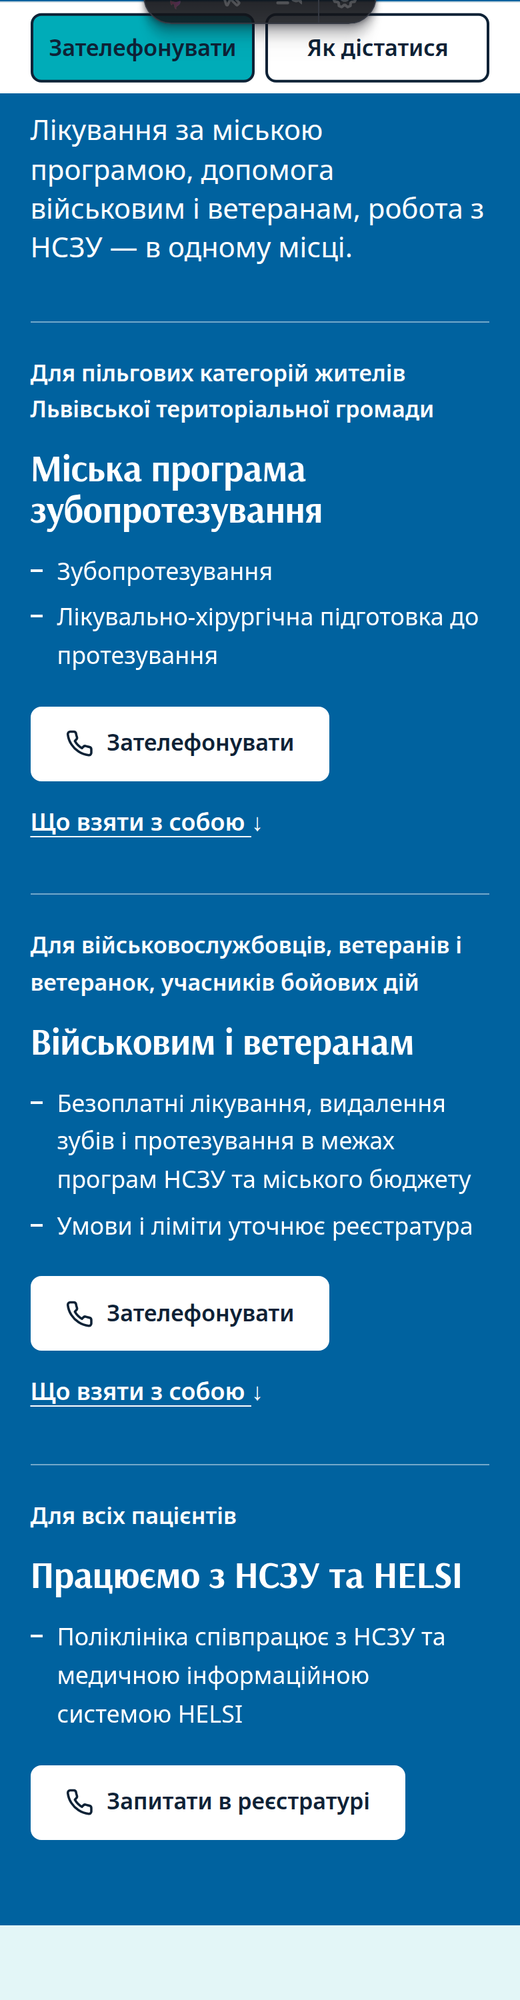 Зателефонувати
Як дістатися
Лікування за міською
програмою, допомога
військовим і ветеранам, робота з
НСЗУ — в одному місці.
Для пільгових категорій жителів
Львівської територіальної громади
Міська програма
зубопротезування
– Зубопротезування
– Лікувально-хірургічна підготовка до
протезування
Зателефонувати
Що взяти з собою ↓
Для військовослужбовців, ветеранів і
ветеранок, учасників бойових дій
Військовим і ветеранам
– Безоплатні лікування, видалення
зубів і протезування в межах
програм НСЗУ та міського бюджету
– Умови і ліміти уточнює реєстратура
Зателефонувати
Що взяти з собою ↓
Для всіх пацієнтів
Працюємо з НСЗУ та HELSI
– Поліклініка співпрацює з НСЗУ та
медичною інформаційною
системою HELSI
Запитати в реєстратурі